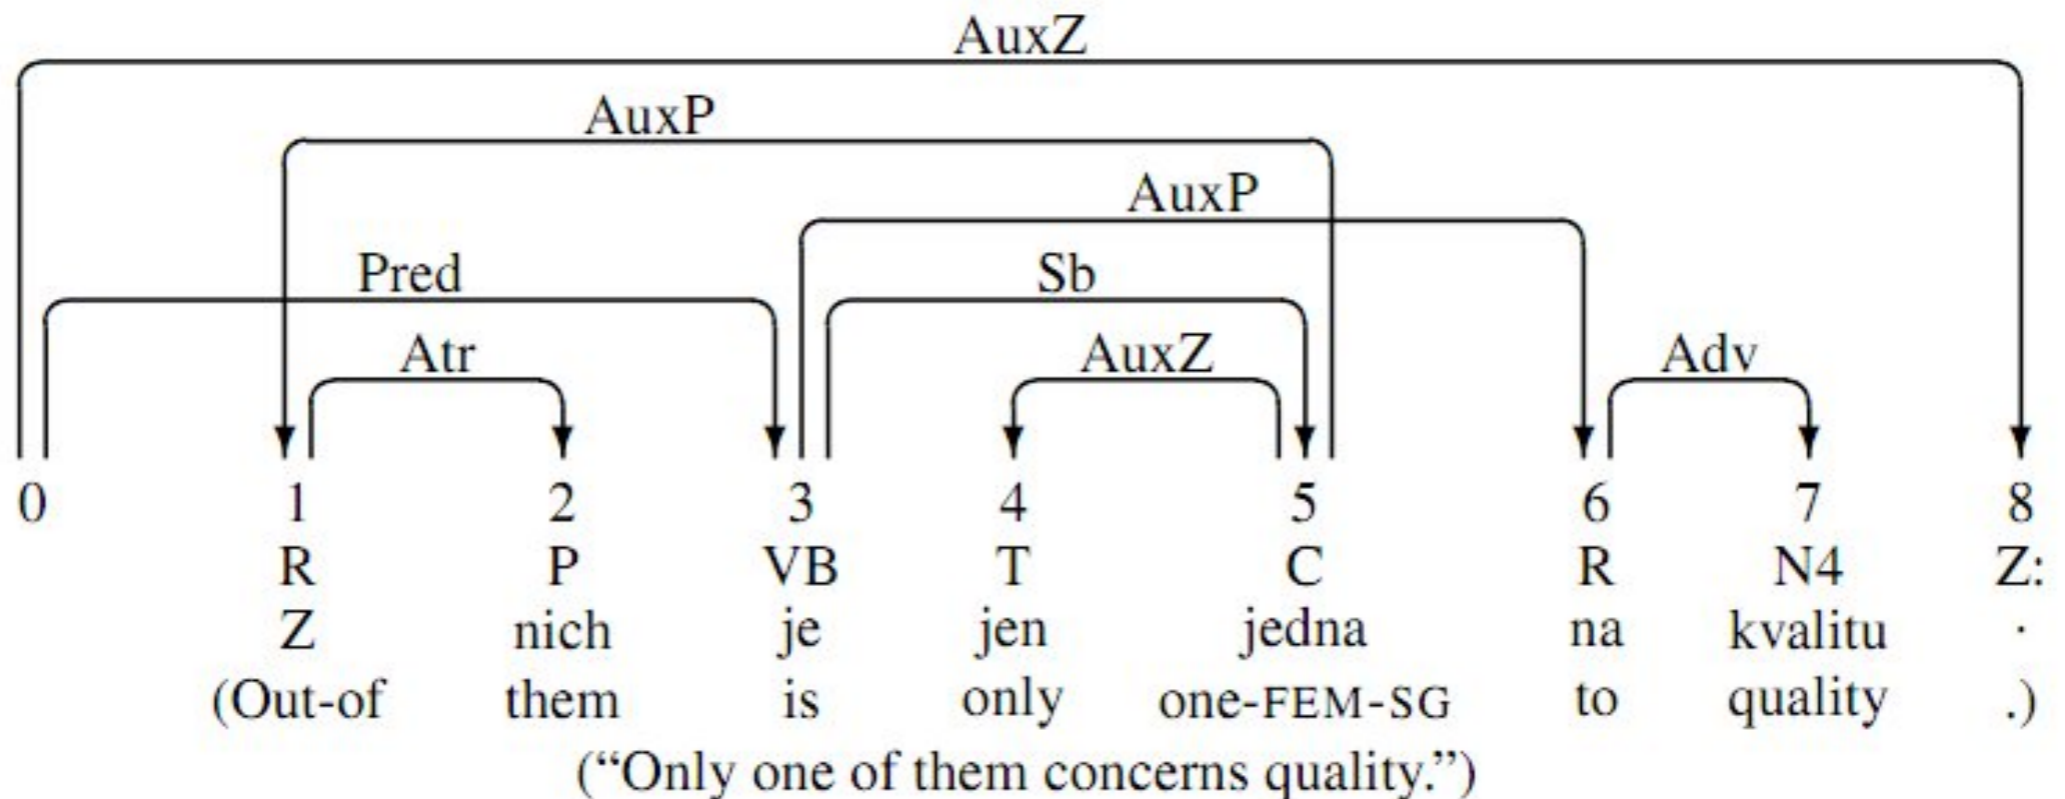 AuxZ
AuxP
AuxP
Pred Sb
Atr AuxZ Adv
0 1 2 3 4 5 6 7 8
R P VB T C R N4 Z:
Z nich je jen jedna na kvalitu .
(Out-of them is only one-FEM-SG to quality .)
(“Only one of them concerns quality.”)